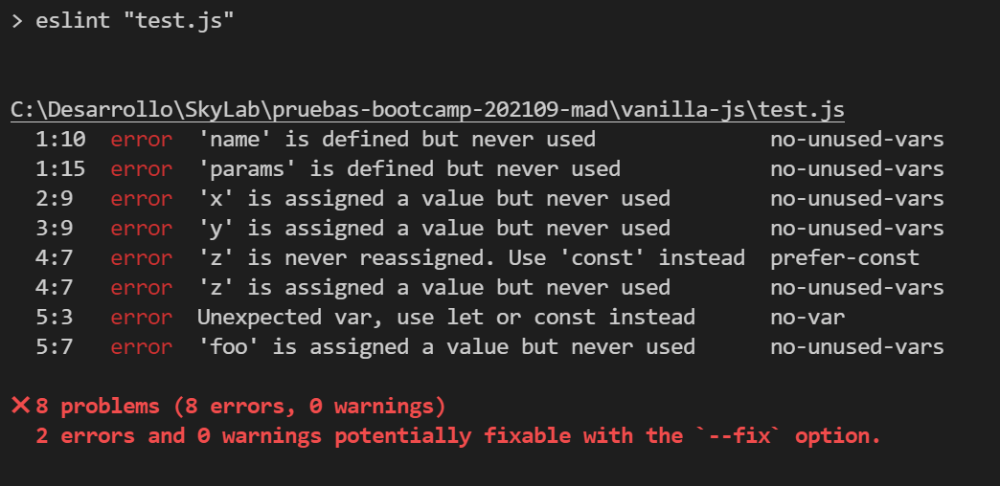 > eslint "test.js"
C:\Desarrollo\SkyLab\pruebas-bootcamp-202109-mad\vanilla-js\test.js
1:10 error 'name' is defined but never used no-unused-vars
1:15 error 'params' is defined but never used no-unused-vars
2:9 error 'x' is assigned a value but never used no-unused-vars
3:9 error 'y' is assigned a value but never used no-unused-vars
4:7 error 'z' is never reassigned. Use 'const' instead prefer-const
4:7 error 'z' is assigned a value but never used no-unused-vars
5:3 error Unexpected var, use let or const instead no-var
5:7 error 'foo' is assigned a value but never used no-unused-vars
✕ 8 problems (8 errors, 0 warnings)
2 errors and 0 warnings potentially fixable with the `--fix` option.